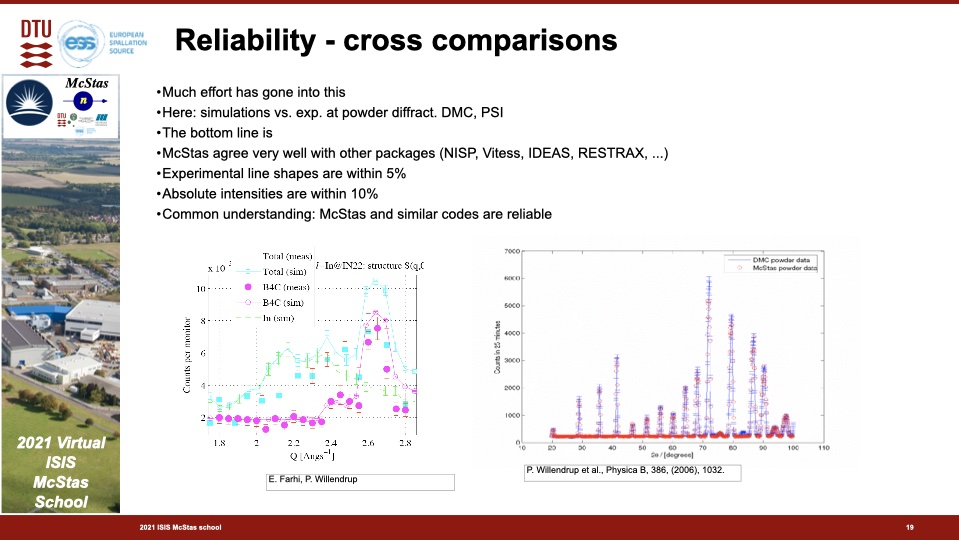 DTU
ess
EUROPEAN
SPALLATION
SOURCE
Reliability - cross comparisons
McStas
n
•Much effort has gone into this
•Here: simulations vs. exp. at powder diffract. DMC, PSI
•The bottom line is
•McStas agree very well with other packages (NISP, Vitess, IDEAS, RESTRAX, ...)
•Experimental line shapes are within 5%
•Absolute intensities are within 10%
•Common understanding: McStas and similar codes are reliable
Total (meas)
Total (sim)
B4C (meas)
B4C (sim)
In (sim)
In@IN22: structure S(q,0
x 10
10
8
6
4
2
Counts per monitor
1.8 2 2.2 2.4 2.6 2.8
Q [Angs⁻¹]
E. Farhi, P. Willendrup
DMC powder data
McStas powder data
7000
6000
5000
4000
3000
2000
1000
0
Counts in 25 minutes
10 20 30 40 50 60 70 80 90 100 110
2θ / [degrees]
P. Willendrup et al., Physica B, 386, (2006), 1032.
2021 Virtual
ISIS
McStas
School
2021 ISIS McStas school
19